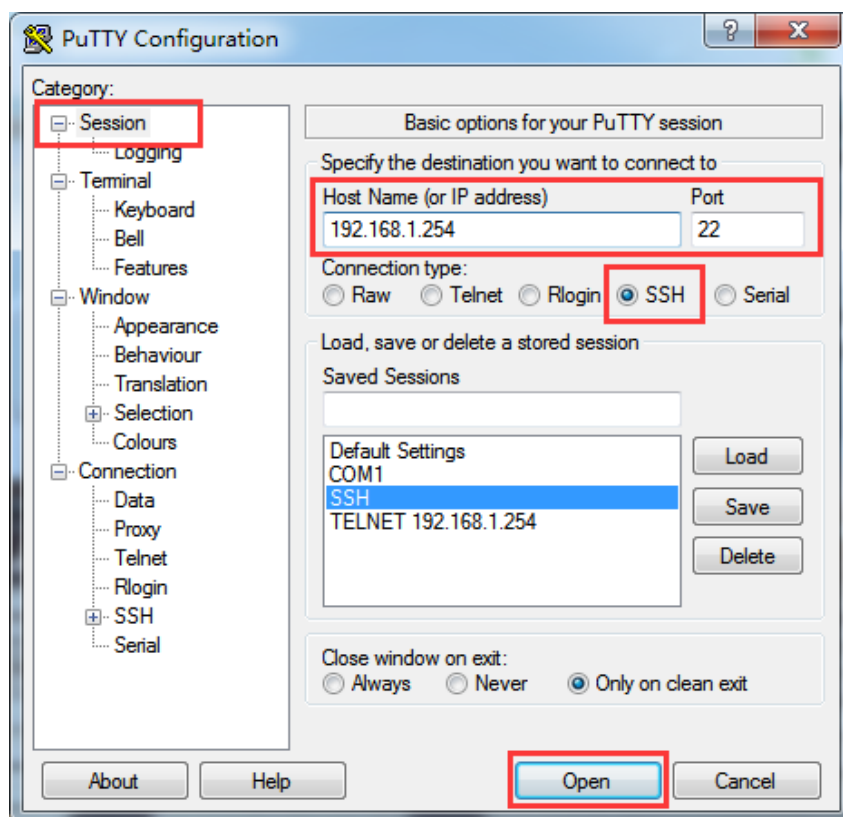 PuTTY Configuration
Category:
Session
Logging
Terminal
Keyboard
Bell
Features
Window
Appearance
Behaviour
Translation
Selection
Colours
Connection
Data
Proxy
Telnet
Rlogin
SSH
Serial
Basic options for your PuTTY session
Specify the destination you want to connect to
Host Name (or IP address) Port
192.168.1.254 22
Connection type:
Raw Telnet Rlogin SSH Serial
Load, save or delete a stored session
Saved Sessions
Default Settings
COM1
SSH
TELNET 192.168.1.254
Load
Save
Delete
Close window on exit:
Always Never Only on clean exit
About Help Open Cancel